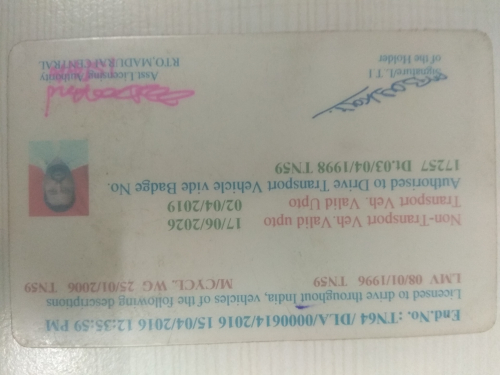 End.No. :TN64 /DLA/0000614/2016 15/04/2016 12:35:59 PM
Licensed to drive throughout India, vehicles of the following descriptions
LMV 08/01/1996 TN59 M/CYCL. WG 25/01/2006 TN59
Non-Transport Veh. Valid upto 17/06/2026
Transport Veh. Valid Upto 02/04/2019
Authorised to Drive Transport Vehicle vide Badge No.
17257 Dt.03/04/1998 TN59
Signature/L T I
of the Holder
Asst Licensing Authority
RTO,MADURAI CENTRAL